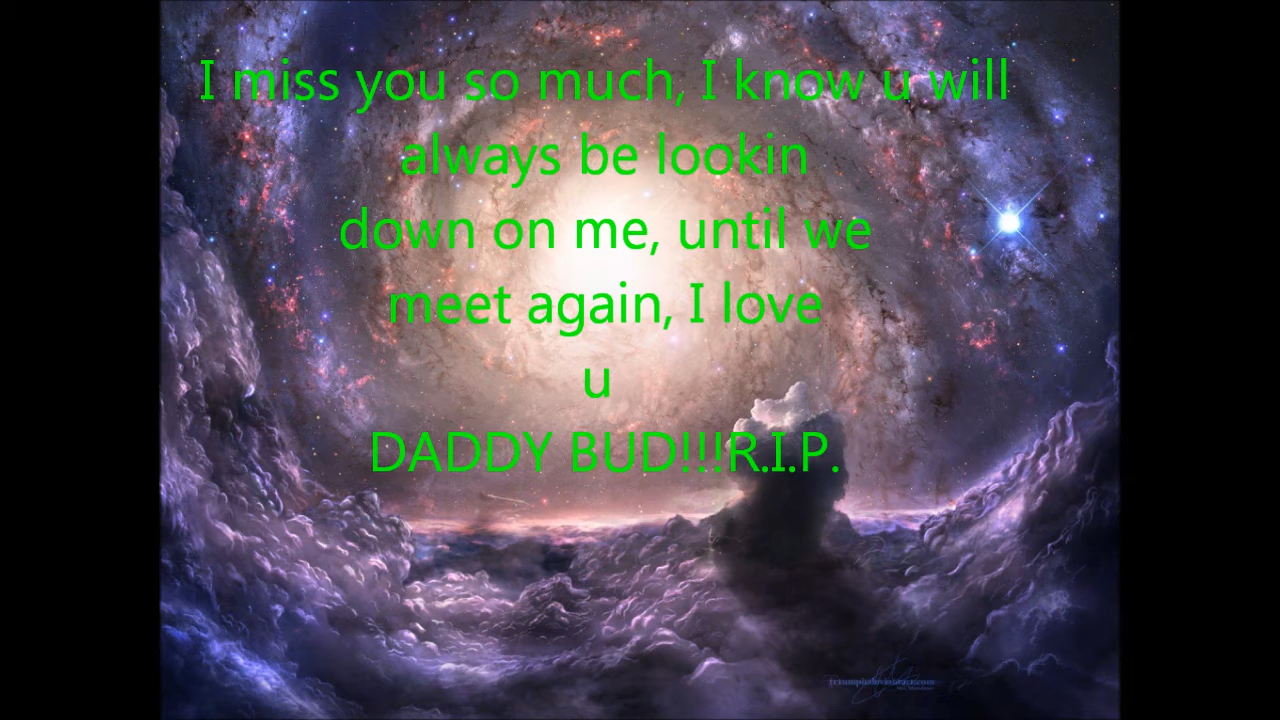 I miss you so much, I know u will
always be lookin
down on me, until we
meet again, I love
u
DADDY BUD!!!R.I.P.